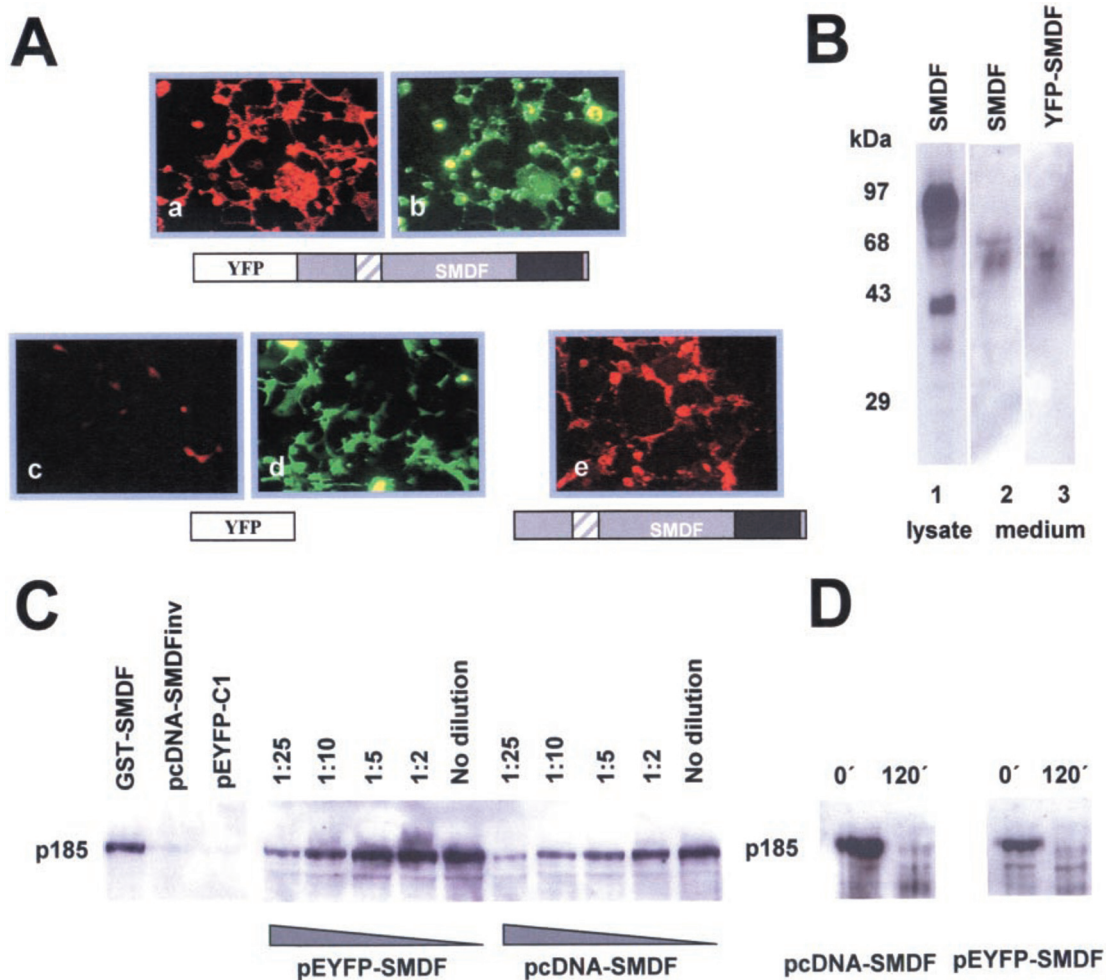 A
a
b
YFP
SMDF
c
d
YFP
e
SMDF
B
SMDF
SMDF
YFP-SMDF
kDa
97
68
43
29
1 2 3
lysate medium
C
GST-SMDF
pcDNA-SMDFinv
pEYFP-C1
1:25
1:10
1:5
1:2
No dilution
1:25
1:10
1:5
1:2
No dilution
p185
pEYFP-SMDF
pcDNA-SMDF
D
0´ 120´ 0´ 120´
p185
pcDNA-SMDF pEYFP-SMDF